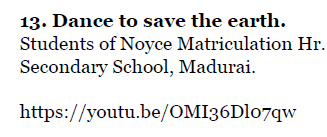 13. Dance to save the earth.
Students of Noyce Matriculation Hr.
Secondary School, Madurai.
https://youtu.be/OMI36Dl07qw